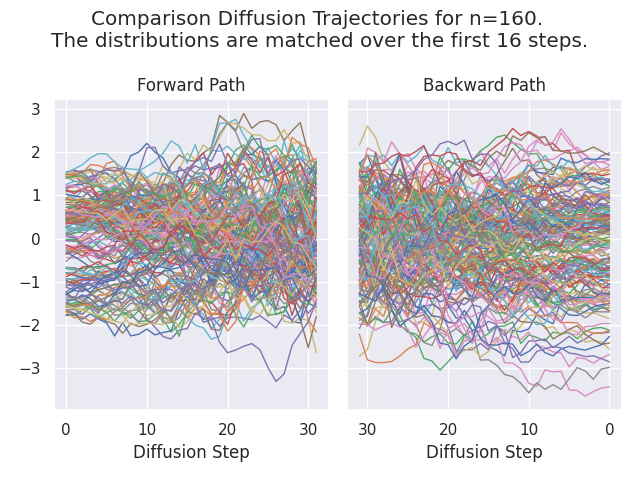 Comparison Diffusion Trajectories for n=160.
The distributions are matched over the first 16 steps.
Forward Path
Backward Path
3
2
1
0
−1
−2
−3
0 10 20 30
30 20 10 0
Diffusion Step
Diffusion Step